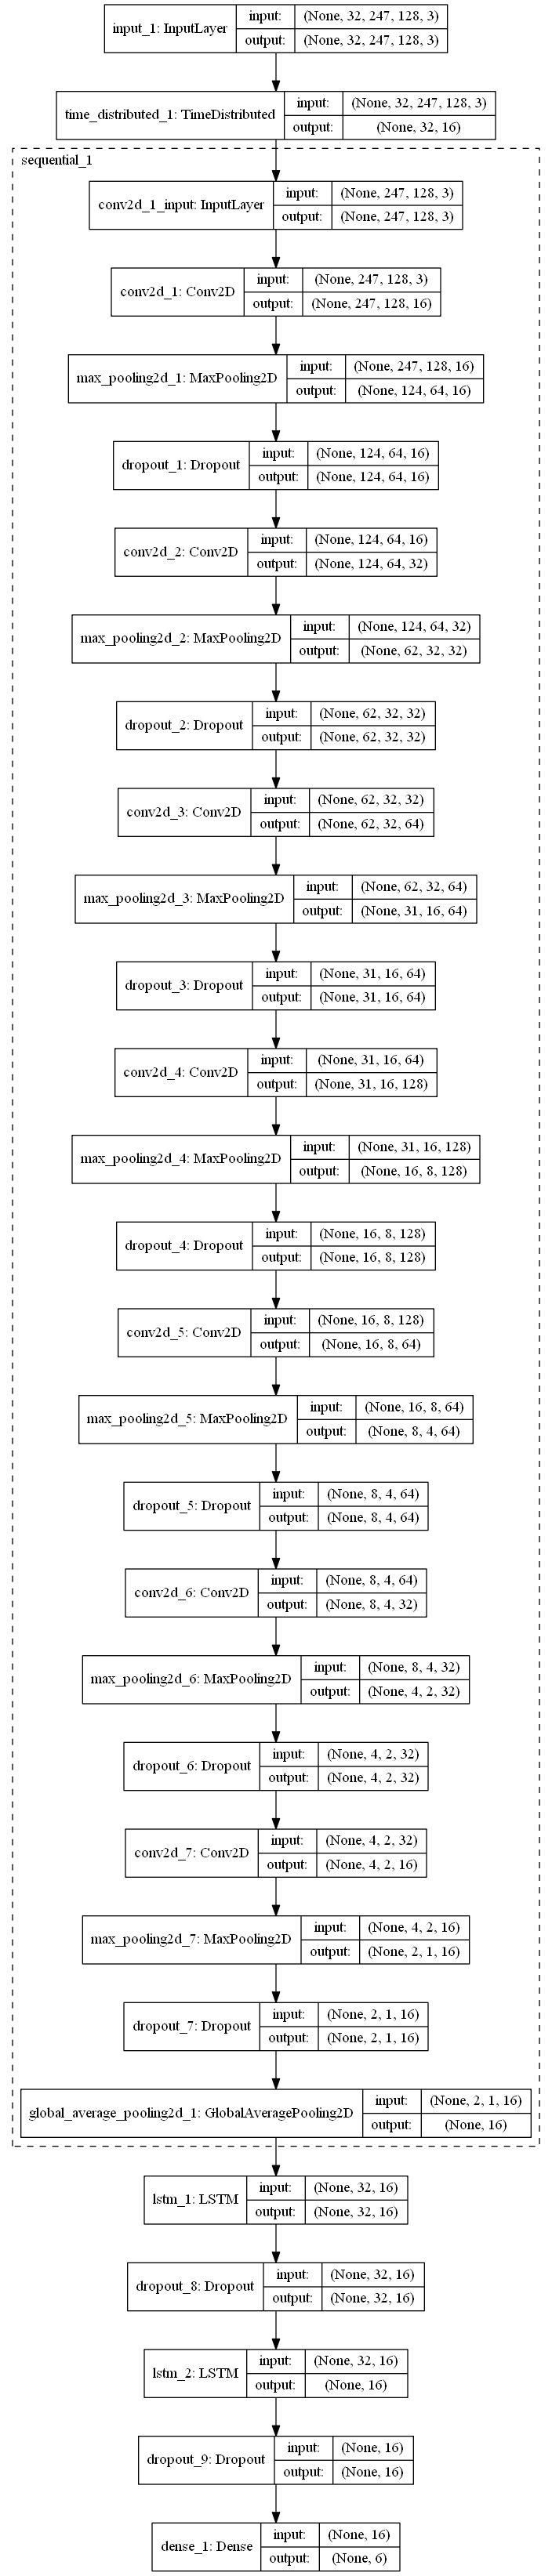 input_1: InputLayer input: (None, 32, 247, 128, 3)
output: (None, 32, 247, 128, 3)
time_distributed_1: TimeDistributed input: (None, 32, 247, 128, 3)
output: (None, 32, 16)
sequential_1
conv2d_1_input: InputLayer input: (None, 247, 128, 3)
output: (None, 247, 128, 3)
conv2d_1: Conv2D input: (None, 247, 128, 3)
output: (None, 247, 128, 16)
max_pooling2d_1: MaxPooling2D input: (None, 247, 128, 16)
output: (None, 124, 64, 16)
dropout_1: Dropout input: (None, 124, 64, 16)
output: (None, 124, 64, 16)
conv2d_2: Conv2D input: (None, 124, 64, 16)
output: (None, 124, 64, 32)
max_pooling2d_2: MaxPooling2D input: (None, 124, 64, 32)
output: (None, 62, 32, 32)
dropout_2: Dropout input: (None, 62, 32, 32)
output: (None, 62, 32, 32)
conv2d_3: Conv2D input: (None, 62, 32, 32)
output: (None, 62, 32, 64)
max_pooling2d_3: MaxPooling2D input: (None, 62, 32, 64)
output: (None, 31, 16, 64)
dropout_3: Dropout input: (None, 31, 16, 64)
output: (None, 31, 16, 64)
conv2d_4: Conv2D input: (None, 31, 16, 64)
output: (None, 31, 16, 128)
max_pooling2d_4: MaxPooling2D input: (None, 31, 16, 128)
output: (None, 16, 8, 128)
dropout_4: Dropout input: (None, 16, 8, 128)
output: (None, 16, 8, 128)
conv2d_5: Conv2D input: (None, 16, 8, 128)
output: (None, 16, 8, 64)
max_pooling2d_5: MaxPooling2D input: (None, 16, 8, 64)
output: (None, 8, 4, 64)
dropout_5: Dropout input: (None, 8, 4, 64)
output: (None, 8, 4, 64)
conv2d_6: Conv2D input: (None, 8, 4, 64)
output: (None, 8, 4, 32)
max_pooling2d_6: MaxPooling2D input: (None, 8, 4, 32)
output: (None, 4, 2, 32)
dropout_6: Dropout input: (None, 4, 2, 32)
output: (None, 4, 2, 32)
conv2d_7: Conv2D input: (None, 4, 2, 32)
output: (None, 4, 2, 16)
max_pooling2d_7: MaxPooling2D input: (None, 4, 2, 16)
output: (None, 2, 1, 16)
dropout_7: Dropout input: (None, 2, 1, 16)
output: (None, 2, 1, 16)
global_average_pooling2d_1: GlobalAveragePooling2D input: (None, 2, 1, 16)
output: (None, 16)
lstm_1: LSTM input: (None, 32, 16)
output: (None, 32, 16)
dropout_8: Dropout input: (None, 32, 16)
output: (None, 32, 16)
lstm_2: LSTM input: (None, 32, 16)
output: (None, 16)
dropout_9: Dropout input: (None, 16)
output: (None, 16)
dense_1: Dense input: (None, 16)
output: (None, 6)